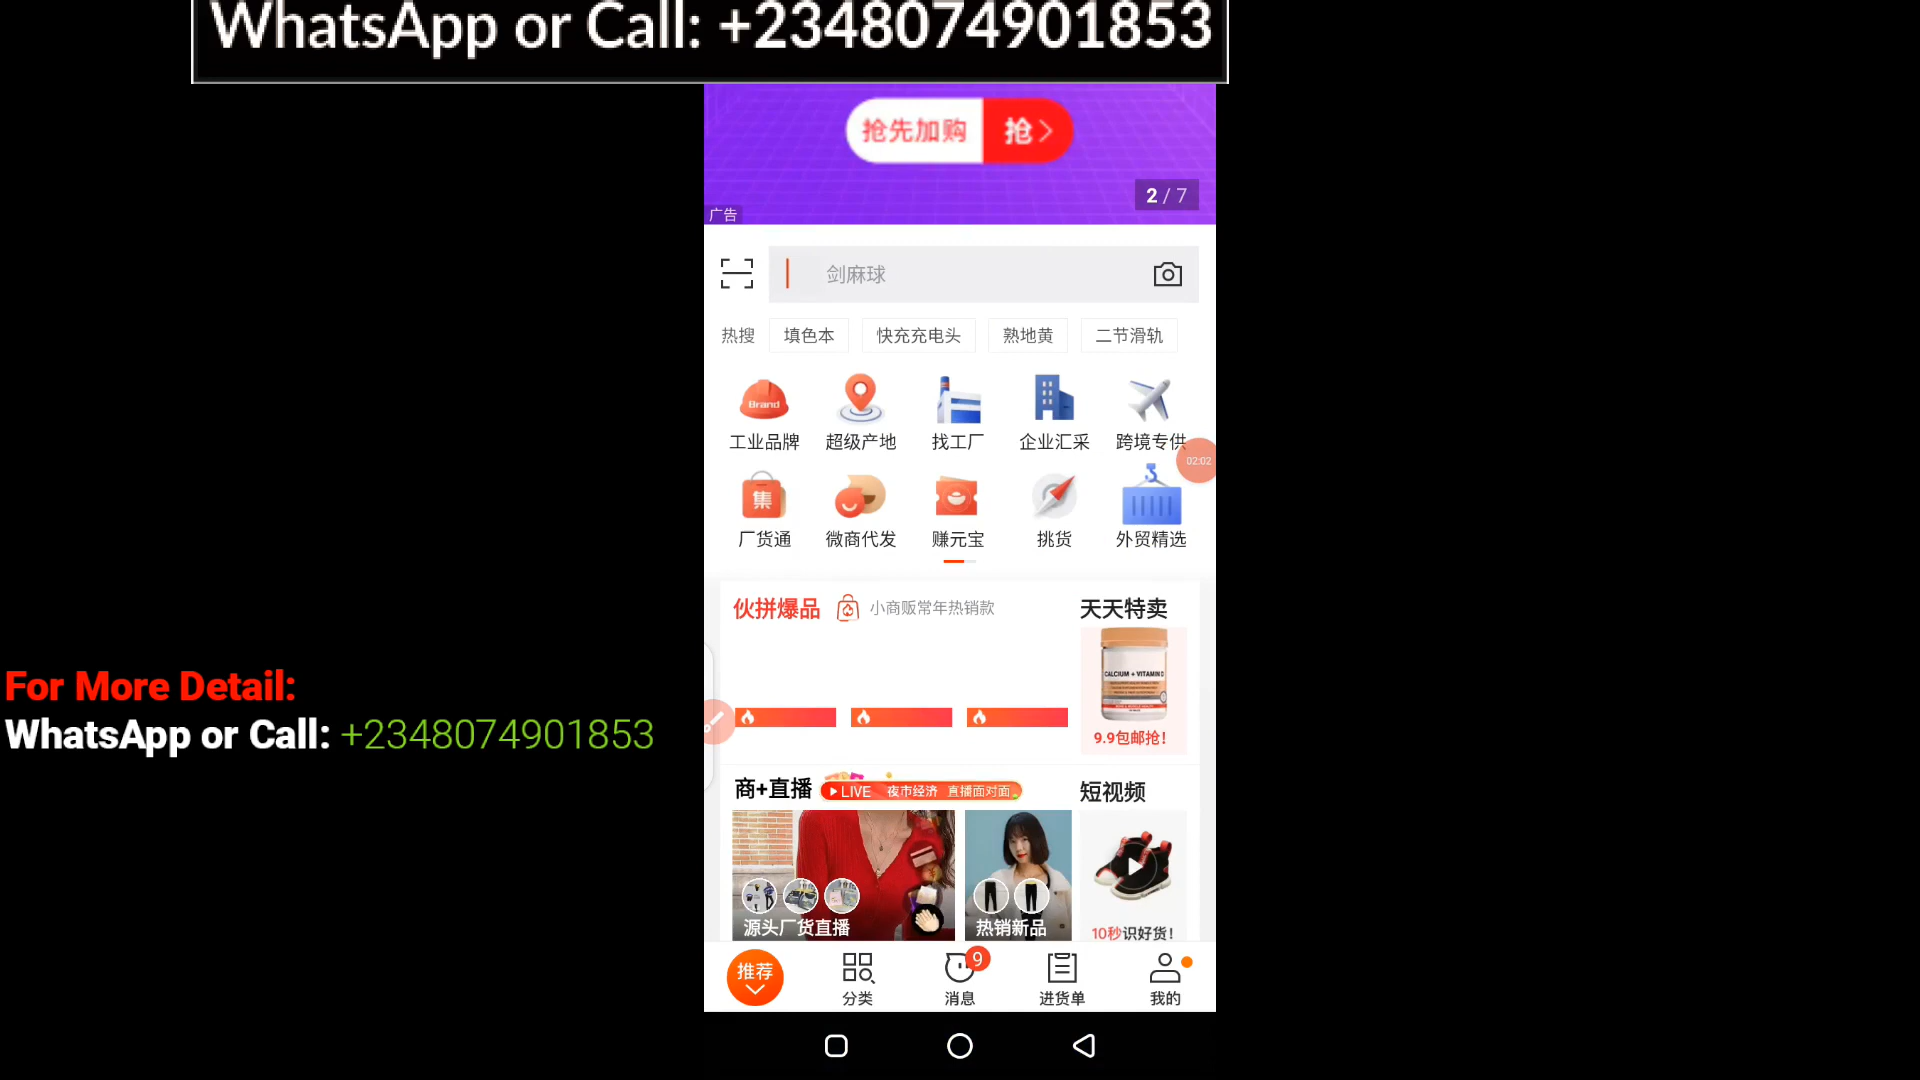 WhatsApp or Call: +2348074901853
抢先加购 抢
2 / 7
广告
剑麻球
热搜 填色本 快充充电头 熟地黄 二节滑轨
Brand
工业品牌 超级产地 找工厂 企业汇采 跨境专供
02:02
集
厂货通 微商代发 赚元宝 挑货 外贸精选
伙拼爆品 小商贩常年热销款 天天特卖
CALCIUM + VITAMIN D
For More Detail:
WhatsApp or Call: +2348074901853
9.9包邮抢!
商+直播 LIVE 夜市经济 直播面对面 短视频
源头厂货直播 热销新品 10秒识好货!
推荐 分类 消息 9 进货单 我的